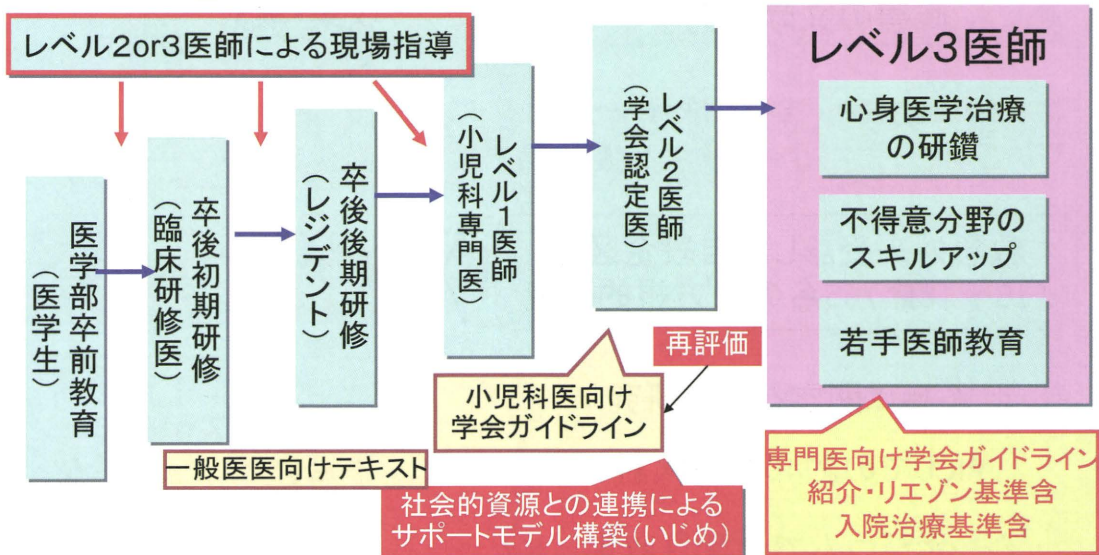 レベル2or3医師による現場指導
医学部卒前教育
(医学生)
卒後初期研修
(臨床研修医)
卒後後期研修
(レジデント)
レベル1医師
(小児科専門医)
レベル2医師
(学会認定医)
レベル3医師
心身医学治療
の研鑽
不得意分野の
スキルアップ
若手医師教育
再評価
小児科医向け
学会ガイドライン
一般医医向けテキスト
社会的資源との連携による
サポートモデル構築(いじめ)
専門医向け学会ガイドライン
紹介・リエゾン基準含
入院治療基準含